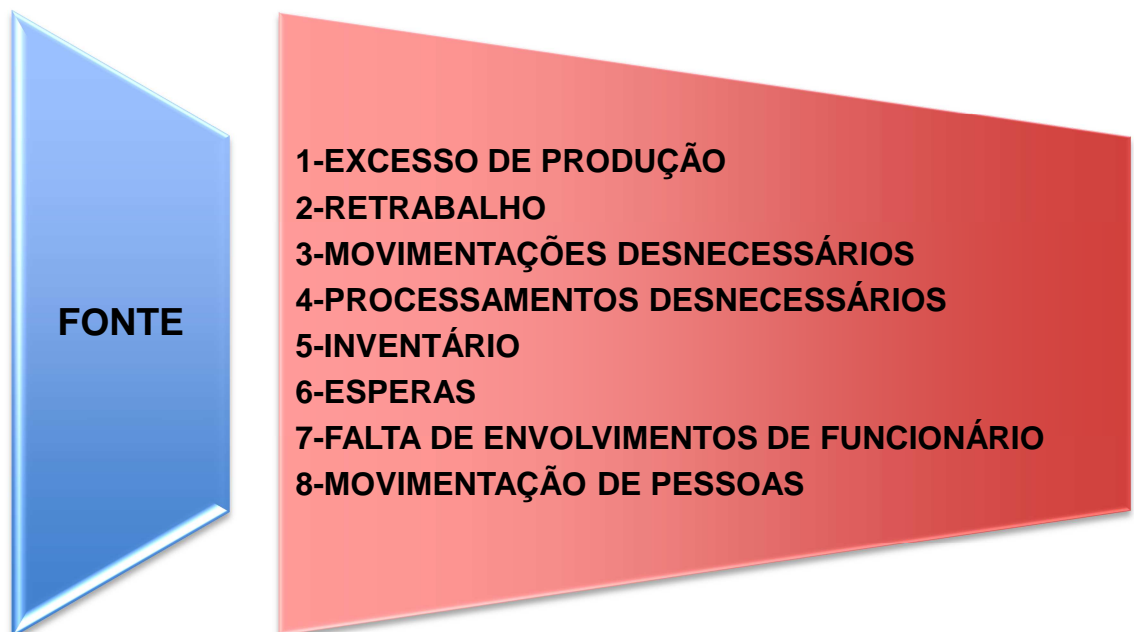 FONTE
1-EXCESSO DE PRODUÇÃO
2-RETRABALHO
3-MOVIMENTAÇÕES DESNECESSÁRIOS
4-PROCESSAMENTOS DESNECESSÁRIOS
5-INVENTÁRIO
6-ESPERAS
7-FALTA DE ENVOLVIMENTOS DE FUNCIONÁRIO
8-MOVIMENTAÇÃO DE PESSOAS